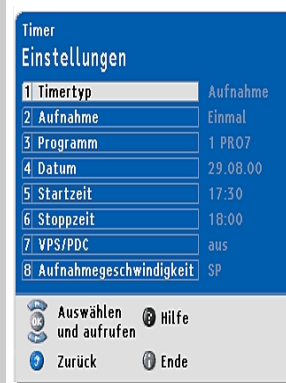 Timer
Einstellungen
1 Timertyp Aufnahme
2 Aufnahme Einmal
3 Programm 1 PRO7
4 Datum 29.08.00
5 Startzeit 17:30
6 Stoppzeit 18:00
7 VPS/PDC aus
8 Aufnahmegeschwindigkeit SP
OK Auswählen und aufrufen
? Hilfe
Zurück
i Ende